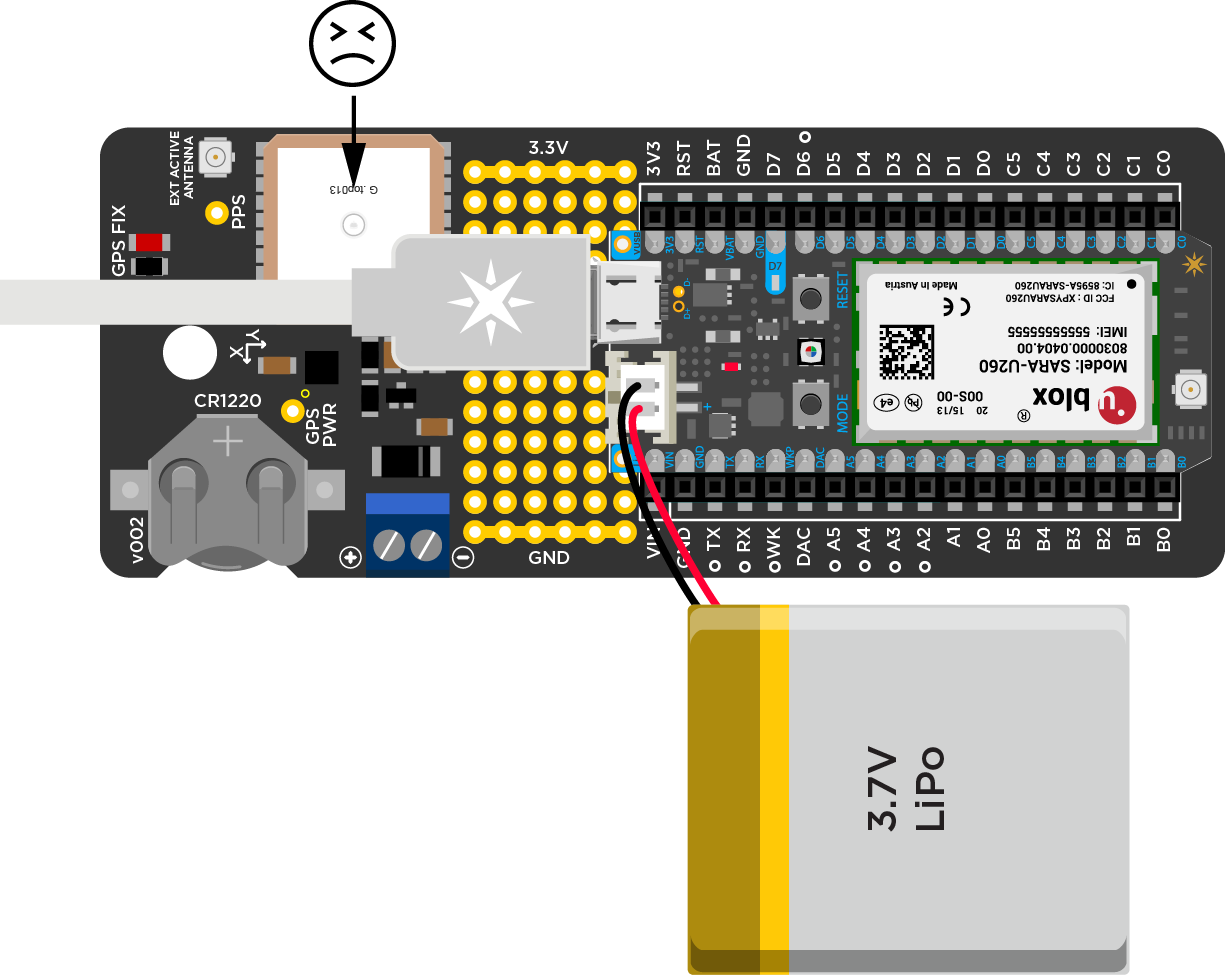 EXT ACTIVE
ANTENNA
PPS
GPS FIX
G.top013
3.3V
3V3
RST
BAT
GND
D7
D6
D5
D4
D3
D2
D1
D0
C5
C4
C3
C2
C1
C0
VUSB
3V3
RST
VBAT
GND
D7
D6
D5
D4
D3
D2
D1
D0
C5
C4
C3
C2
C1
C0
D-
D+
RESET
MODE
+
Made in Austria
IC: 8595A-SARAU260
FCC : ID XPYSARAU260
IMEI: 555555555555555
8030000.0404.00
Model: SARA-U260
00S-00
15/13
20
e4
Pb
ublox
®
Y
X
GPS
PWR
CR1220
v002
+
-
GND
VIN
GND
TX
RX
WKP
DAC
A5
A4
A3
A2
A1
A0
B5
B4
B3
B2
B1
B0
VIN
GND
TX
RX
WK
DAC
A5
A4
A3
A2
A1
A0
B5
B4
B3
B2
B1
B0
3.7V
LiPo